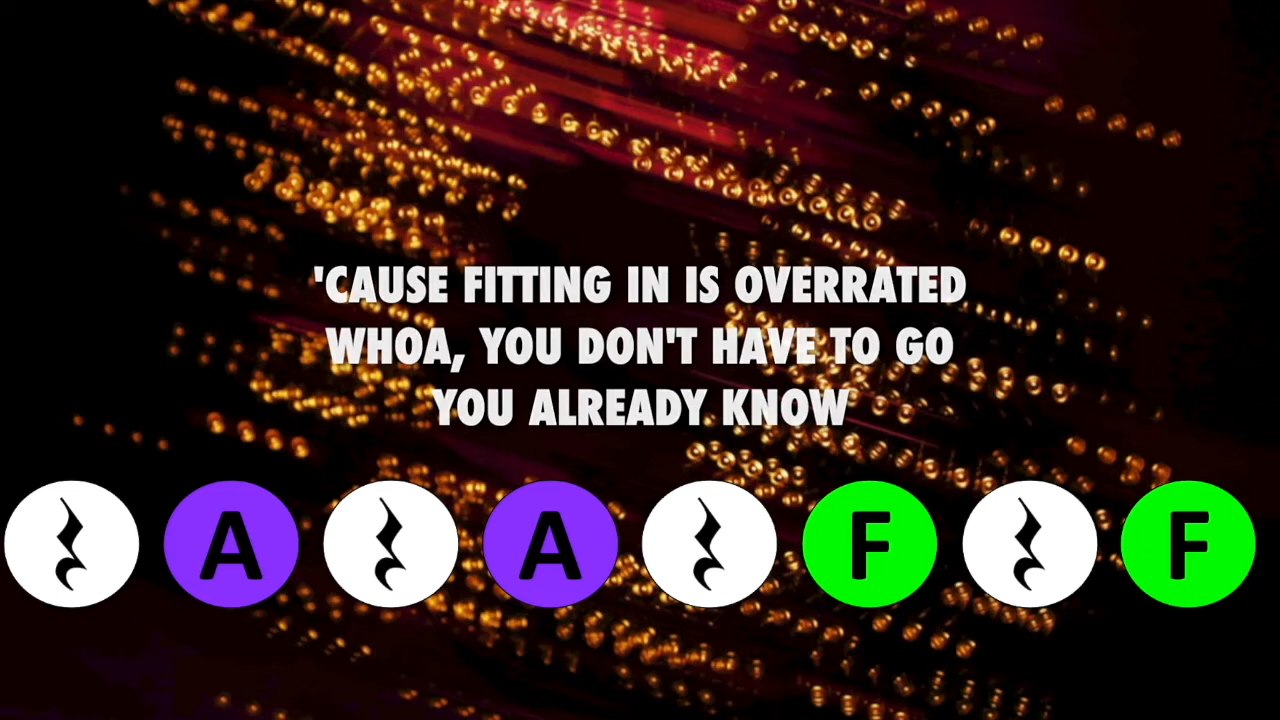 'CAUSE FITTING IN IS OVERRATED
WHOA, YOU DON'T HAVE TO GO
YOU ALREADY KNOW
A A F F